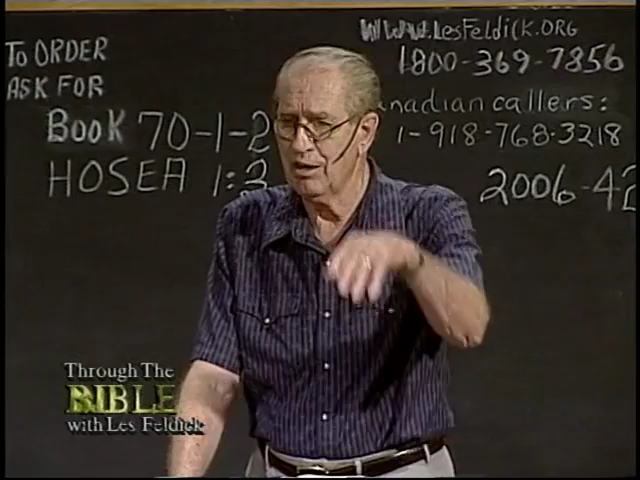 TO ORDER
ASK FOR
BOOK 70-1-2
HOSEA 1:3
WWW.LESFELDICK.ORG
1800-369-7856
anadian callers:
1-918-768-3218
2006-42
Through The
BIBLE
with Les Feldick